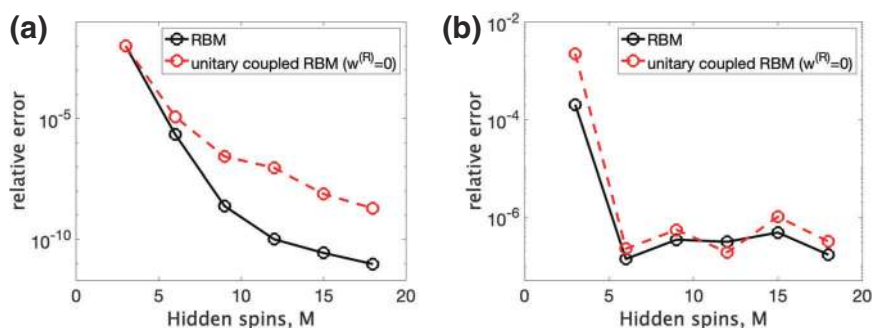 (a)
RBM
unitary coupled RBM (w^(R)=0)
relative error
10^-5
10^-10
0 5 10 15 20
Hidden spins, M
(b)
10^-2
RBM
unitary coupled RBM (w^(R)=0)
relative error
10^-4
10^-6
0 5 10 15 20
Hidden spins, M